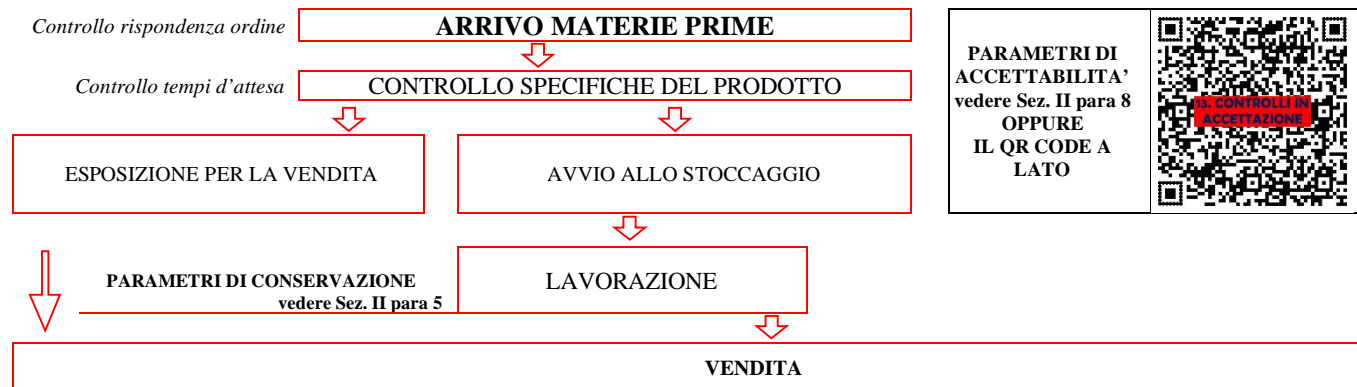 Controllo rispondenza ordine
ARRIVO MATERIE PRIME
Controllo tempi d'attesa
CONTROLLO SPECIFICHE DEL PRODOTTO
PARAMETRI DI
ACCETTABILITA'
vedere Sez. II para 8
OPPURE
IL QR CODE A
LATO
13. CONTROLLI IN
ACCETTAZIONE
ESPOSIZIONE PER LA VENDITA
AVVIO ALLO STOCCAGGIO
PARAMETRI DI CONSERVAZIONE
vedere Sez. II para 5
LAVORAZIONE
VENDITA